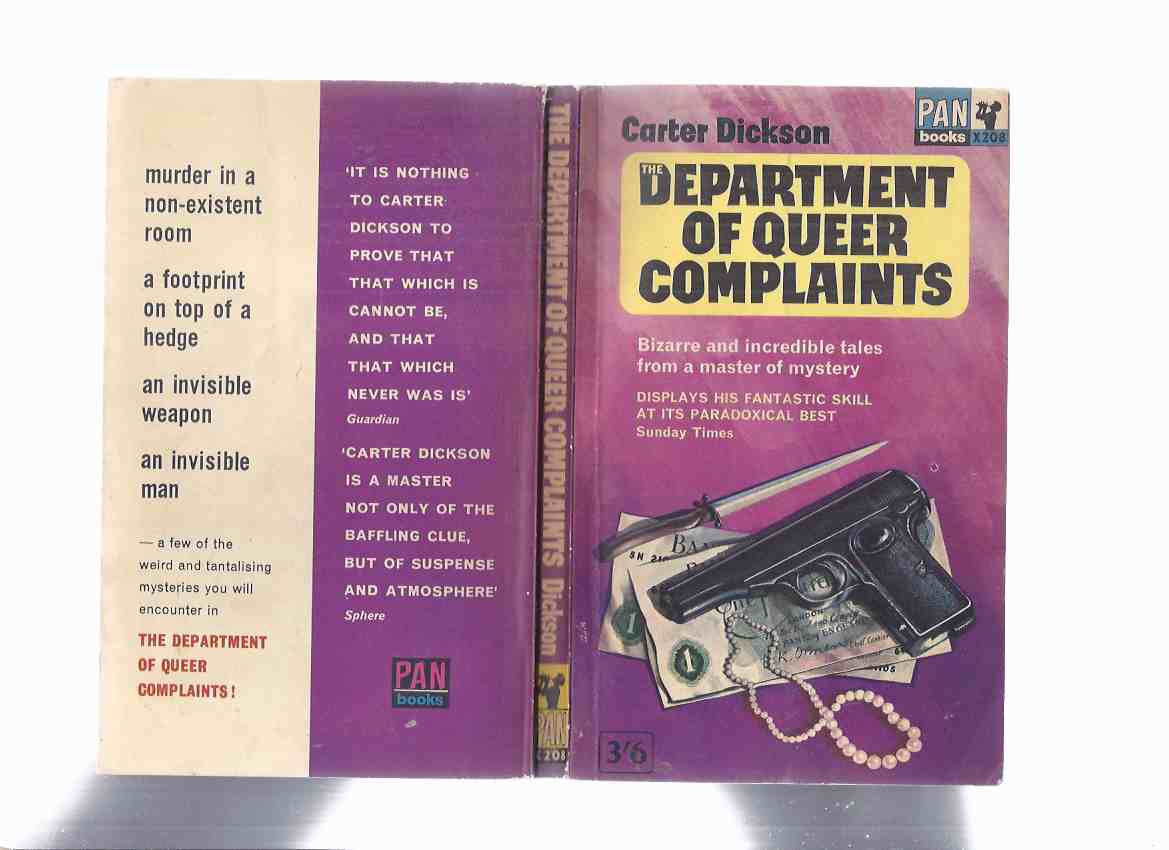 murder in a
non-existent
room
a footprint
on top of a
hedge
an invisible
weapon
an invisible
man
— a few of the
weird and tantalising
mysteries you will
encounter in
THE DEPARTMENT
OF QUEER
COMPLAINTS!
'IT IS NOTHING
TO CARTER
DICKSON TO
PROVE THAT
THAT WHICH IS
CANNOT BE,
AND THAT
THAT WHICH
NEVER WAS IS'
Guardian
'CARTER DICKSON
IS A MASTER
NOT ONLY OF THE
BAFFLING CLUE,
BUT OF SUSPENSE
AND ATMOSPHERE'
Sphere
PAN
books
THE DEPARTMENT OF QUEER COMPLAINTS Dickson
PAN
X208
Carter Dickson
PAN
books X208
THE
DEPARTMENT
OF QUEER
COMPLAINTS
Bizarre and incredible tales
from a master of mystery
DISPLAYS HIS FANTASTIC SKILL
AT ITS PARADOXICAL BEST
Sunday Times
BAN
LONDON
1
1
3/6